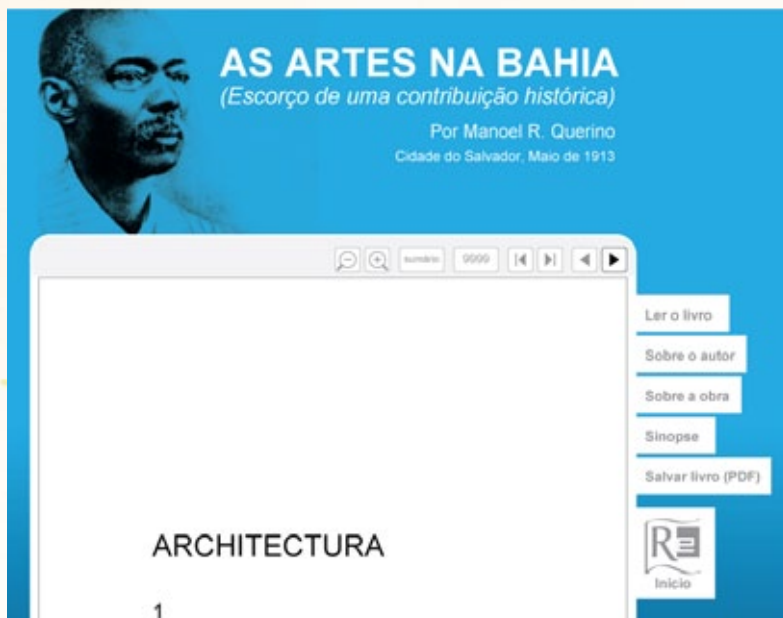 AS ARTES NA BAHIA
(Escorço de uma contribuição histórica)
Por Manoel R. Querino
Cidade do Salvador, Maio de 1913
sumário
9999
Ler o livro
Sobre o autor
Sobre a obra
Sinopse
Salvar livro (PDF)
ARCHITECTURA
1
RE
Início